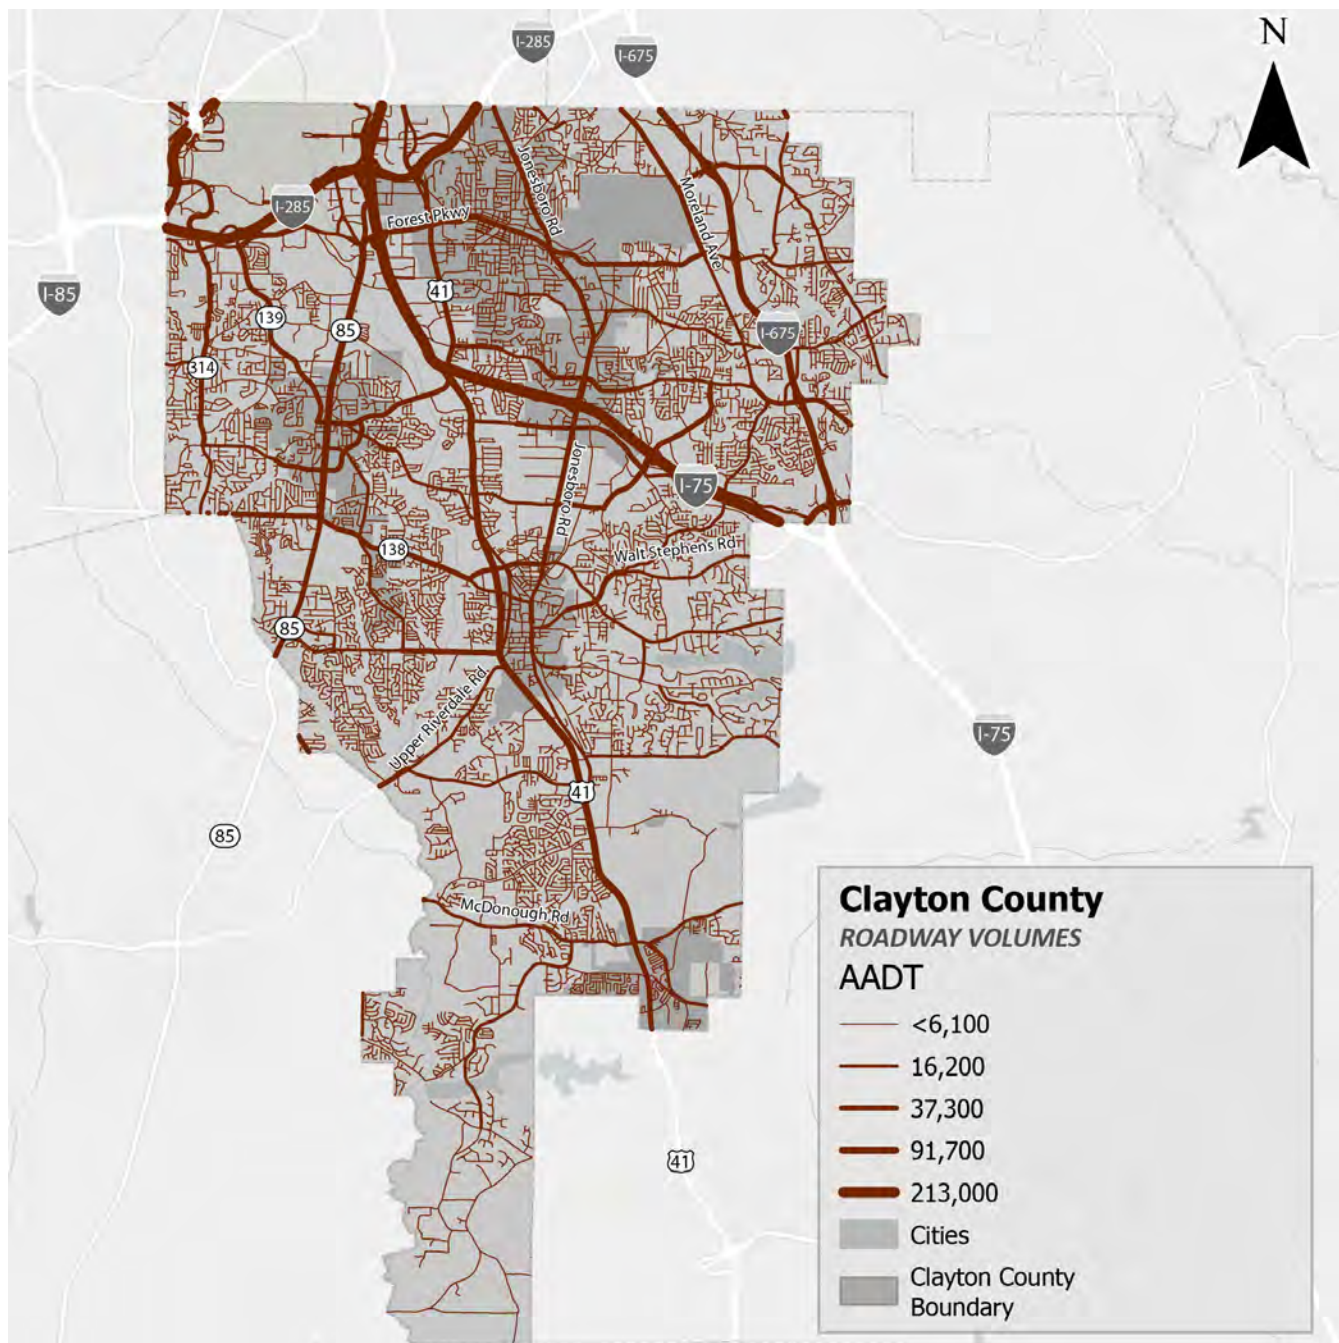 N
I-285
I-675
Jonesboro Rd
Moreland Ave
I-285
Forest Pkwy
I-85
41
139
85
I-675
314
Jonesboro Rd
I-75
138
Walt Stephens Rd
85
Upper Riverdale Rd.
I-75
41
85
McDonough Rd
41
Clayton County
ROADWAY VOLUMES
AADT
<6,100
16,200
37,300
91,700
213,000
Cities
Clayton County
Boundary